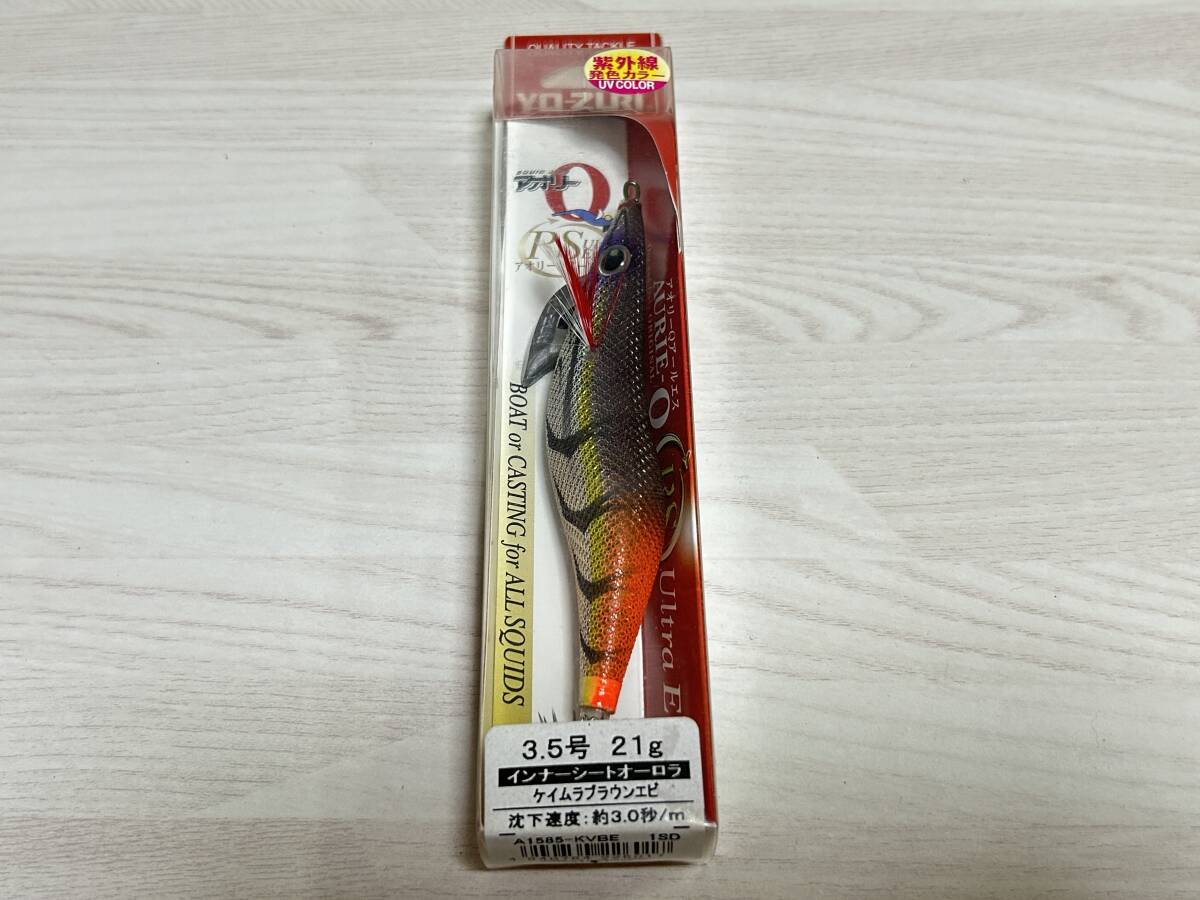 QUALITY TACKLE
YO-ZURI
紫外線
発色カラー
UV COLOR
アオリー
Q
RS
アオリーQアールエス
AURIE-Q
Ultra
BOAT or CASTING for ALL SQUIDS
3.5号 21g
インナーシートオーロラ
ケイムラブラウンエビ
沈下速度:約3.0秒/m
A1585-KVBE 1SD